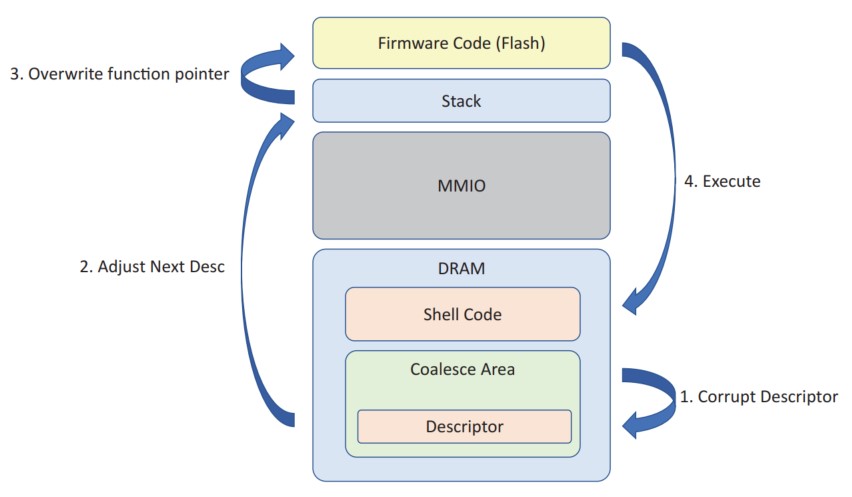 Firmware Code (Flash)
3. Overwrite function pointer
Stack
MMIO
4. Execute
2. Adjust Next Desc
DRAM
Shell Code
Coalesce Area
1. Corrupt Descriptor
Descriptor